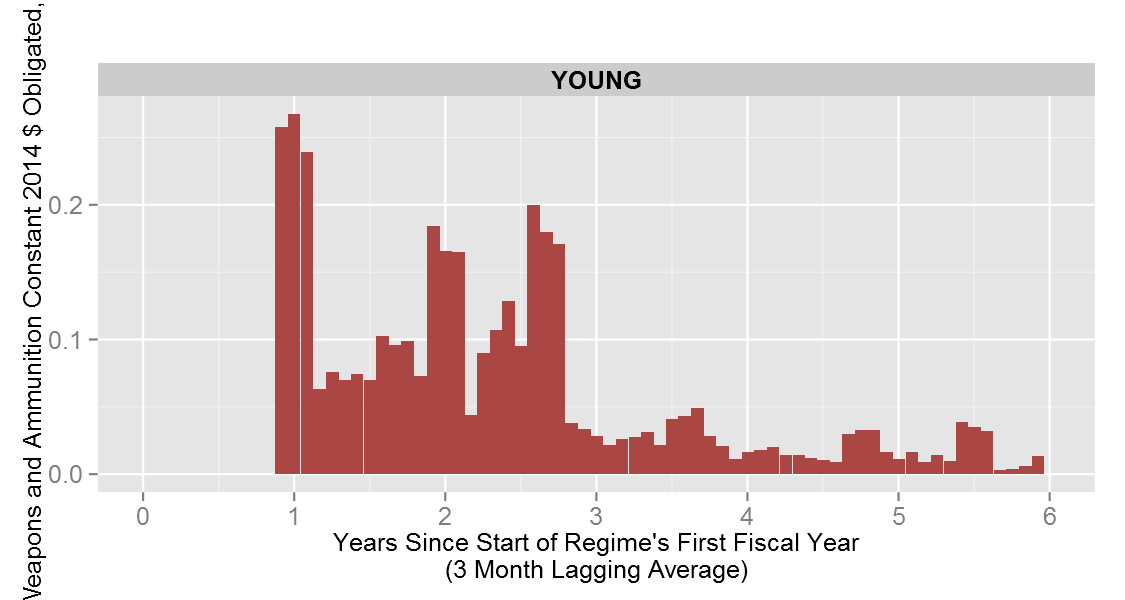 YOUNG
Veapons and Ammunition Constant 2014 $ Obligated,
0.2
0.1
0.0
0 1 2 3 4 5 6
Years Since Start of Regime's First Fiscal Year
(3 Month Lagging Average)